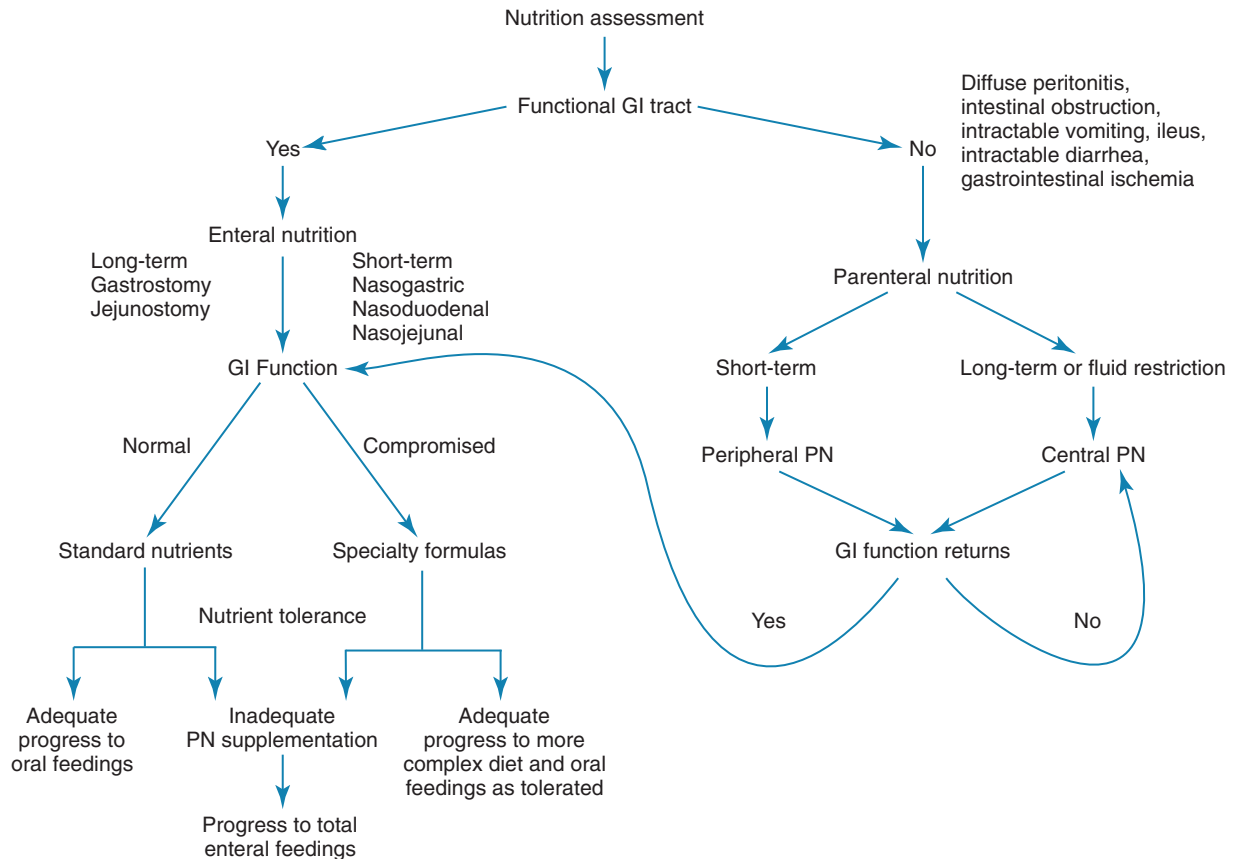 Nutrition assessment
Functional GI tract
Diffuse peritonitis,
intestinal obstruction,
intractable vomiting, ileus,
intractable diarrhea,
gastrointestinal ischemia
Yes
No
Enteral nutrition
Long-term
Gastrostomy
Jejunostomy
Short-term
Nasogastric
Nasoduodenal
Nasojejunal
Parenteral nutrition
GI Function
Short-term
Long-term or fluid restriction
Normal
Compromised
Peripheral PN
Central PN
Standard nutrients
Specialty formulas
GI function returns
Nutrient tolerance
Yes
No
Adequate
progress to
oral feedings
Inadequate
PN supplementation
Adequate
progress to more
complex diet and oral
feedings as tolerated
Progress to total
enteral feedings